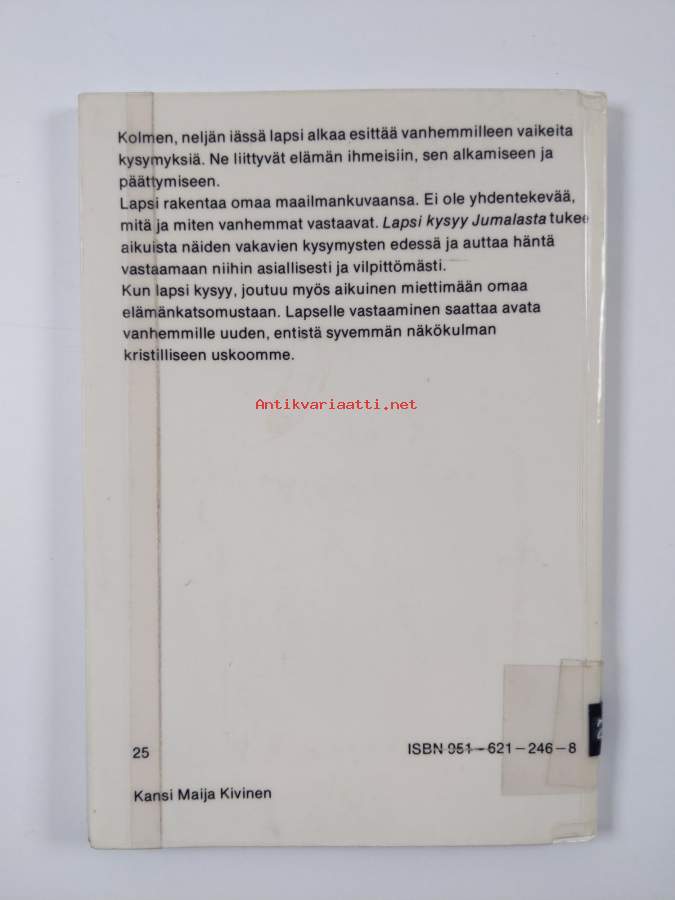 Kolmen, neljän iässä lapsi alkaa esittää vanhemmilleen vaikeita
kysymyksiä. Ne liittyvät elämän ihmeisiin, sen alkamiseen ja
päättymiseen.
Lapsi rakentaa omaa maailmankuvaansa. Ei ole yhdentekevää,
mitä ja miten vanhemmat vastaavat. Lapsi kysyy Jumalasta tukee
aikuista näiden vakavien kysymysten edessä ja auttaa häntä
vastaamaan niihin asiallisesti ja vilpittömästi.
Kun lapsi kysyy, joutuu myös aikuinen miettimään omaa
elämänkatsomustaan. Lapselle vastaaminen saattaa avata
vanhemmille uuden, entistä syvemmän näkökulman
kristilliseen uskoomme.
Antikvariaatti.net
25
ISBN 951-621-246-8
Kansi Maija Kivinen